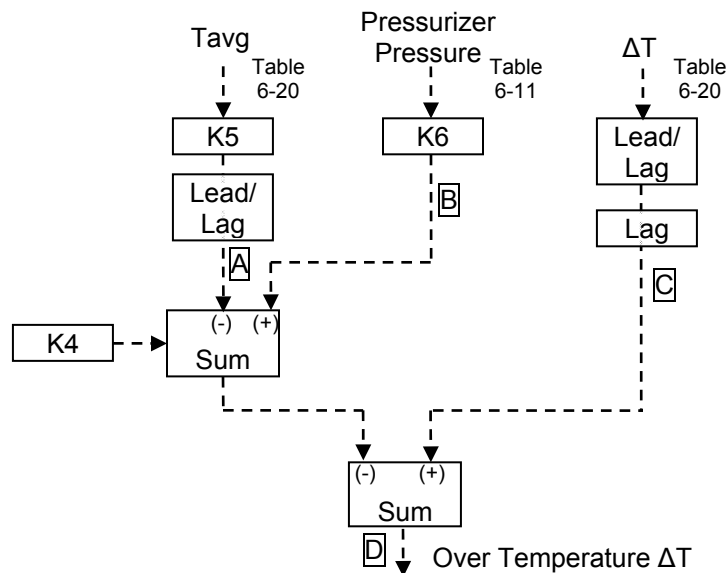 Tavg
Table
6-20
Pressurizer
Pressure
Table
6-11
ΔT
Table
6-20
K5
K6
Lead/
Lag
Lead/
Lag
B
Lag
A
C
(-)
(+)
K4
Sum
(-)
(+)
Sum
D
Over Temperature ΔT